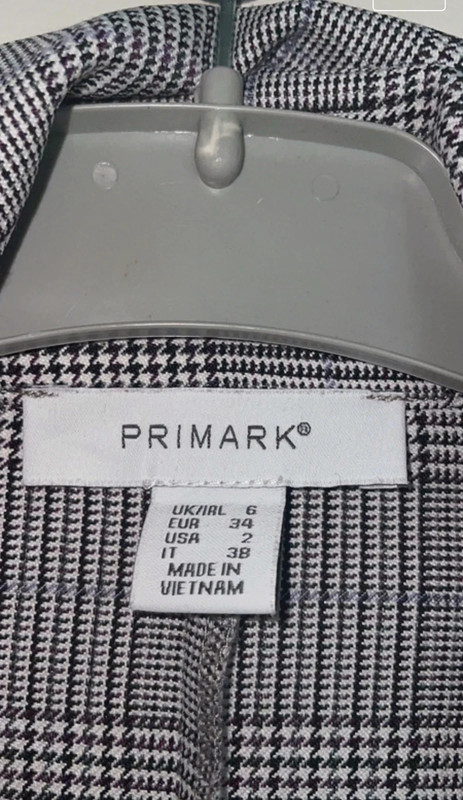 PRIMARK®
UK/IRL 6
EUR 34
USA 2
IT 38
MADE IN
VIETNAM